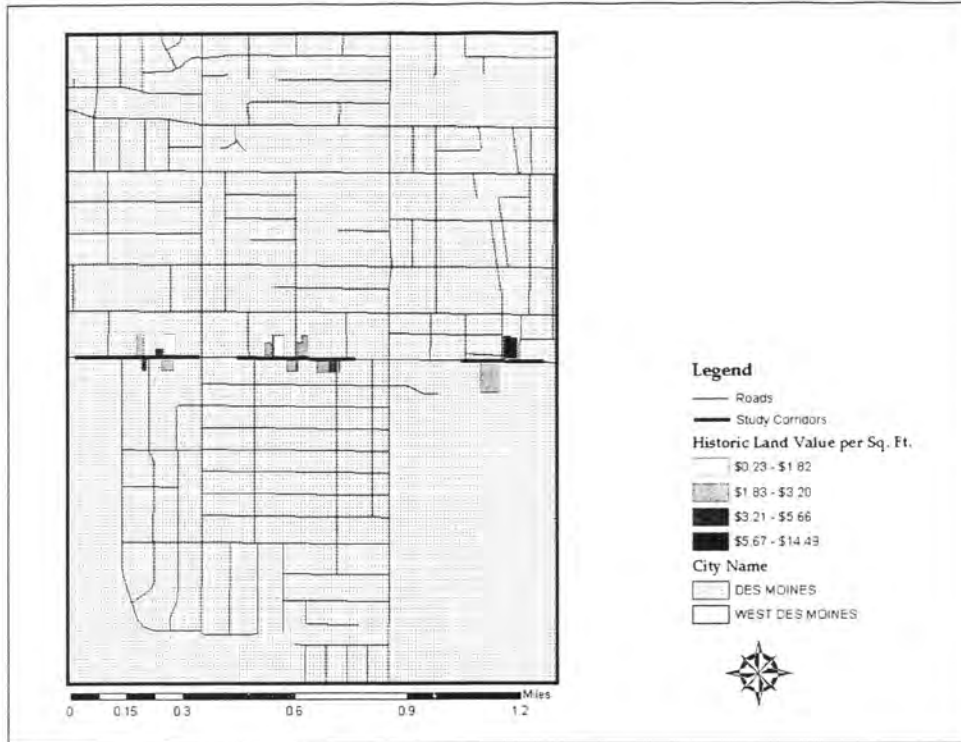 Legend
Roads
Study Corridors
Historic Land Value per Sq. Ft.
$0.23 - $1.82
$1.83 - $3.20
$3.21 - $5.66
$5.67 - $14.49
City Name
DES MOINES
WEST DES MOINES
Miles
0 0.15 0.3 0.6 0.9 1.2